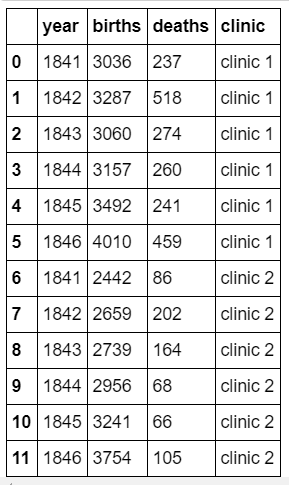 year births deaths clinic
0 1841 3036 237 clinic 1
1 1842 3287 518 clinic 1
2 1843 3060 274 clinic 1
3 1844 3157 260 clinic 1
4 1845 3492 241 clinic 1
5 1846 4010 459 clinic 1
6 1841 2442 86 clinic 2
7 1842 2659 202 clinic 2
8 1843 2739 164 clinic 2
9 1844 2956 68 clinic 2
10 1845 3241 66 clinic 2
11 1846 3754 105 clinic 2